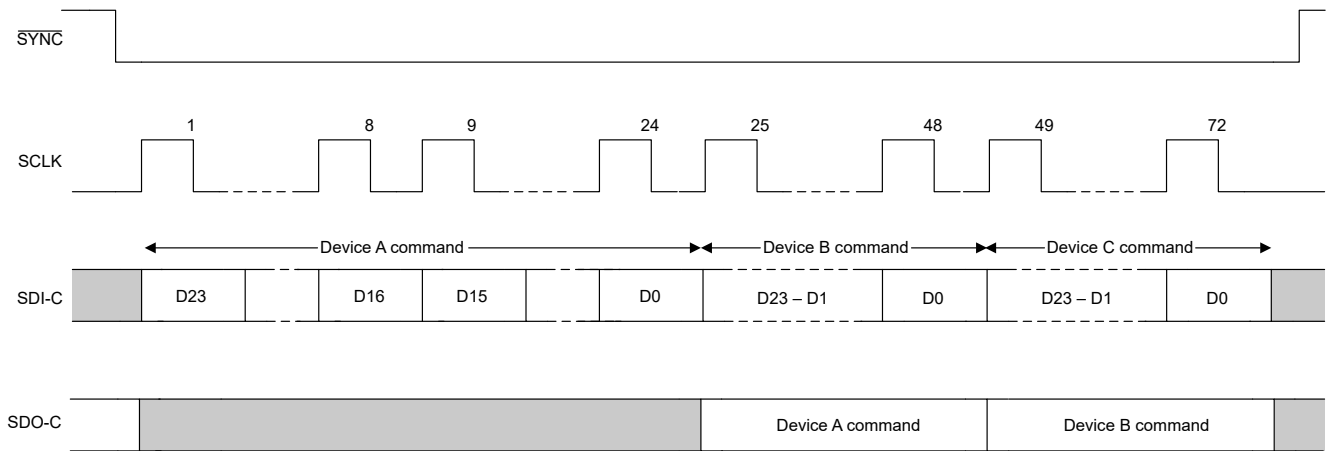 SYNC
1 8 9 24 25 48 49 72
SCLK
Device A command Device B command Device C command
SDI-C D23 D16 D15 D0 D23 – D1 D0 D23 – D1 D0
SDO-C Device A command Device B command